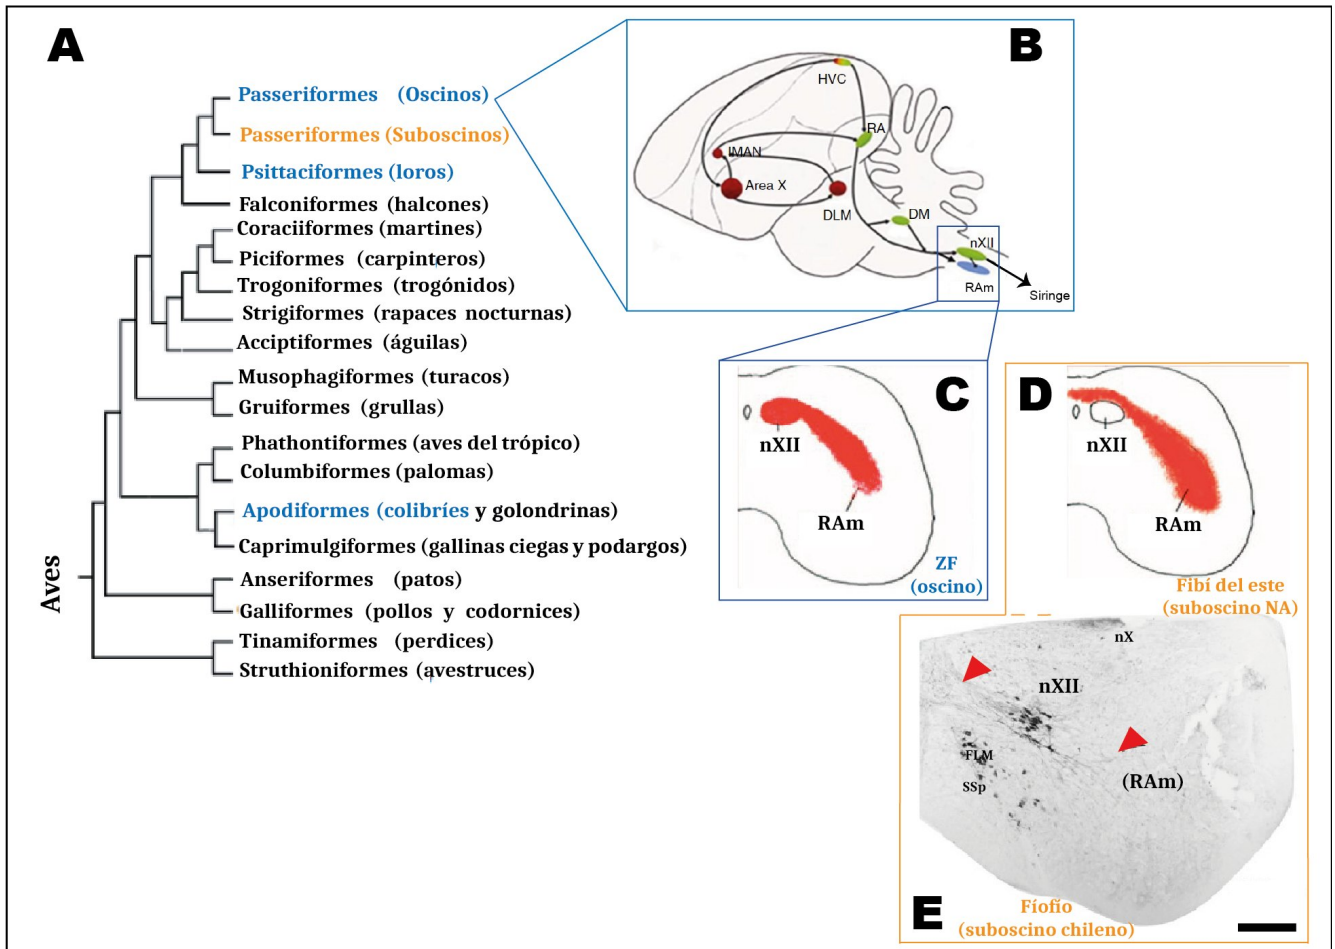 A
Passeriformes (Oscinos)
Passeriformes (Suboscinos)
Psittaciformes (loros)
Falconiformes (halcones)
Coraciiformes (martines)
Piciformes (carpinteros)
Trogoniformes (trogónidos)
Strigiformes (rapaces nocturnas)
Acciptiformes (águilas)
Musophagiformes (turacos)
Gruiformes (grullas)
Phathontiformes (aves del trópico)
Columbiformes (palomas)
Apodiformes (colibríes y golondrinas)
Caprimulgiformes (gallinas ciegas y podargos)
Anseriformes (patos)
Galliformes (pollos y codornices)
Tinamiformes (perdices)
Struthioniformes (avestruces)
Aves
B
HVC
RA
lMAN
Area X
DLM
DM
nXII
RAm
Siringe
C
nXII
RAm
ZF
(oscino)
D
nXII
RAm
Fibí del este
(suboscino NA)
nX
nXII
FLM
SSp
(RAm)
E
Fíofío
(suboscino chileno)